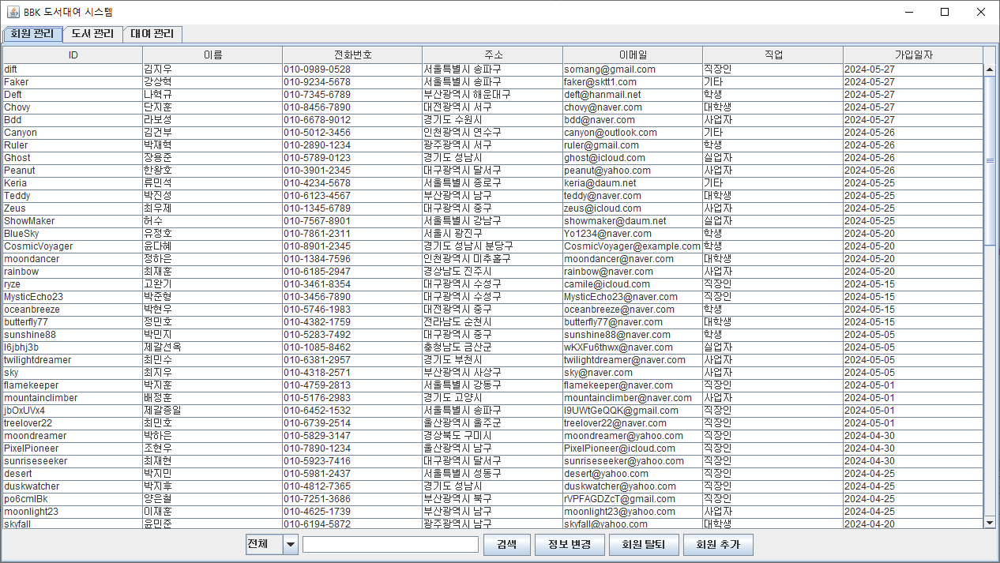 BBK 도서대여 시스템
회원 관리 도서 관리 대여 관리
ID 이름 전화번호 주소 이메일 직업 가입일자
dift 김지우 010-0989-0528 서울특별시 송파구 somang@gmail.com 직장인 2024-05-27
Faker 강상혁 010-9234-5678 서울특별시 송파구 faker@sktt1.com 기타 2024-05-27
Deft 나혁규 010-7345-6789 부산광역시 해운대구 deft@hanmail.net 학생 2024-05-27
Chovy 단지훈 010-8456-7890 대전광역시 서구 chovy@naver.com 대학생 2024-05-27
Bdd 라보성 010-6678-9012 경기도 수원시 bdd@naver.com 사업자 2024-05-27
Canyon 김건부 010-5012-3456 인천광역시 연수구 canyon@outlook.com 기타 2024-05-26
Ruler 박재혁 010-2890-1234 광주광역시 서구 ruler@gmail.com 학생 2024-05-26
Ghost 장용준 010-5789-0123 경기도 성남시 ghost@icloud.com 실업자 2024-05-26
Peanut 한왕호 010-3901-2345 대구광역시 달서구 peanut@yahoo.com 사업자 2024-05-26
Keria 류민석 010-4234-5678 서울특별시 종로구 keria@daum.net 기타 2024-05-25
Teddy 박진성 010-6123-4567 부산광역시 남구 teddy@naver.com 대학생 2024-05-25
Zeus 최우제 010-1345-6789 대구광역시 중구 zeus@icloud.com 사업자 2024-05-25
ShowMaker 허수 010-7567-8901 서울특별시 강남구 showmaker@daum.net 실업자 2024-05-25
BlueSky 유정호 010-7861-2311 서울시 광진구 Yo1234@naver.com 학생 2024-05-20
CosmicVoyager 윤다혜 010-8901-2345 경기도 성남시 분당구 CosmicVoyager@example.com 학생 2024-05-20
moondancer 정하은 010-1384-7596 인천광역시 미추홀구 moondancer@naver.com 대학생 2024-05-20
rainbow 최재훈 010-6185-2947 경상남도 진주시 rainbow@naver.com 사업자 2024-05-20
ryze 고완기 010-3461-8354 대구광역시 수성구 camile@icloud.com 직장인 2024-05-15
MysticEcho23 박준형 010-3456-7890 대구광역시 수성구 MysticEcho23@naver.com 직장인 2024-05-15
oceanbreeze 박현우 010-5746-1983 대전광역시 중구 oceanbreeze@naver.com 학생 2024-05-15
butterfly77 정민호 010-4382-1759 전라남도 순천시 butterfly77@naver.com 대학생 2024-05-15
sunshine88 박민지 010-5283-7492 대구광역시 중구 sunshine88@naver.com 학생 2024-05-05
l6jbhj3b 제갈선옥 010-1085-8462 충청남도 금산군 wKXFu6thwx@naver.com 실업자 2024-05-05
twilightdreamer 최민수 010-6381-2957 경기도 부천시 twilightdreamer@naver.com 사업자 2024-05-05
sky 최지우 010-4318-2571 부산광역시 사상구 sky@naver.com 사업자 2024-05-05
flamekeeper 박지훈 010-4759-2813 서울특별시 강동구 flamekeeper@naver.com 직장인 2024-05-01
mountainclimber 배정훈 010-5176-2983 경기도 고양시 mountainclimber@naver.com 사업자 2024-05-01
jbOxUVx4 제갈종일 010-6452-1532 서울특별시 송파구 I9UWtGeQQK@gmail.com 직장인 2024-05-01
treelover22 최민호 010-6739-2514 울산광역시 울주군 treelover22@naver.com 직장인 2024-05-01
moondreamer 박하은 010-5829-3147 경상북도 구미시 moondreamer@yahoo.com 직장인 2024-04-30
PixelPioneer 조현우 010-7890-1234 울산광역시 남구 PixelPioneer@icloud.com 직장인 2024-04-30
sunriseseeker 최재현 010-5923-7416 대구광역시 달서구 sunriseseeker@yahoo.com 직장인 2024-04-30
desert 박지민 010-5981-2437 서울특별시 성동구 desert@yahoo.com 직장인 2024-04-25
duskwatcher 박지후 010-4812-7365 경기도 성남시 duskwatcher@yahoo.com 직장인 2024-04-25
po6cmIBk 양은철 010-7251-3686 부산광역시 북구 rVPFAGDZcT@gmail.com 직장인 2024-04-25
moonlight23 이재훈 010-4625-1739 부산광역시 남구 moonlight23@yahoo.com 사업자 2024-04-25
skyfall 윤민준 010-6194-5872 광주광역시 남구 skyfall@yahoo.com 대학생 2024-04-20
전체 검색 정보 변경 회원 탈퇴 회원 추가